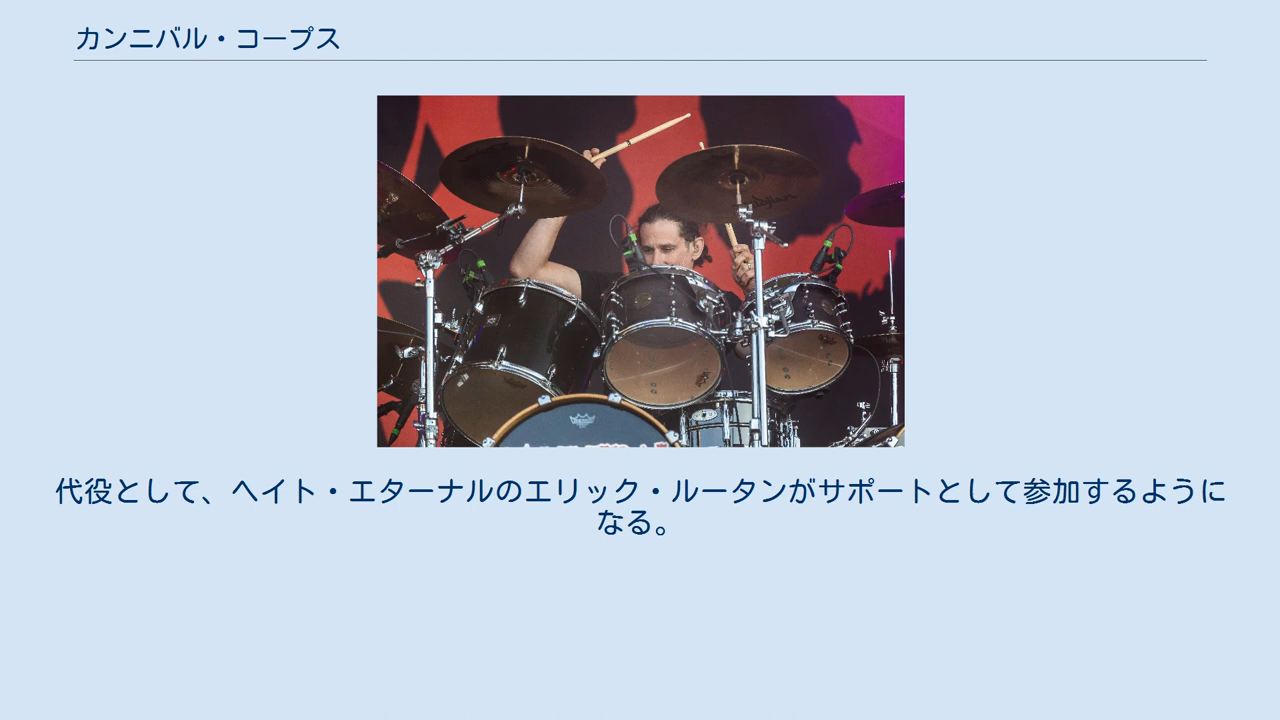 カンニバル・コープス
代役として、ヘイト・エターナルのエリック・ルータンがサポートとして参加するように
なる。